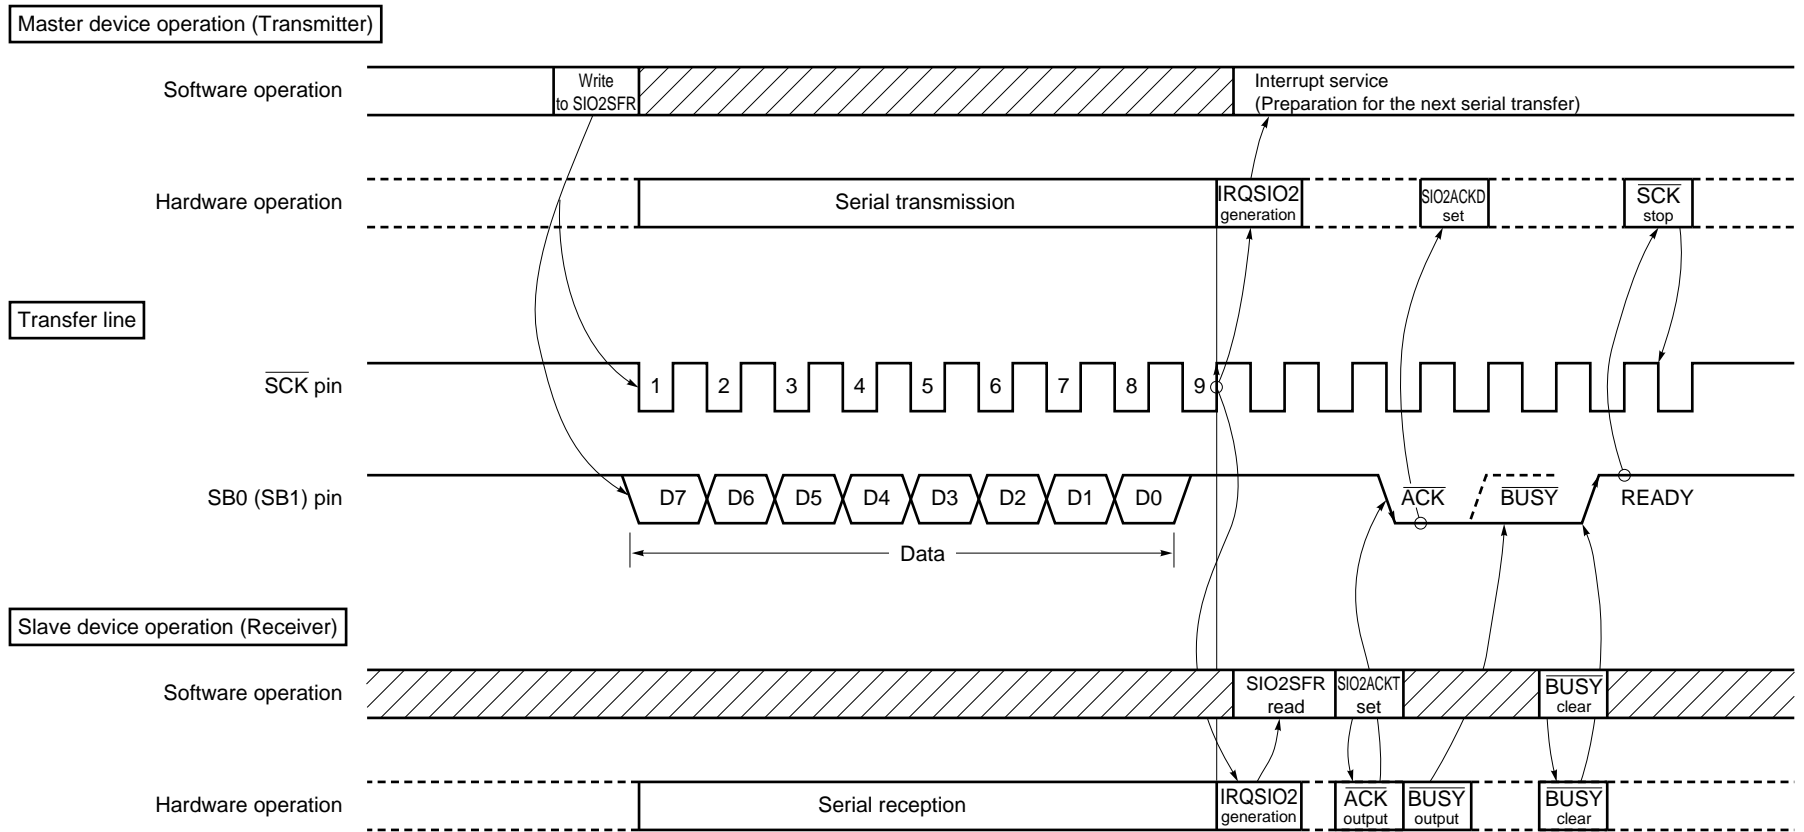 Master device operation (Transmitter)
Software operation
Write
to SIO2SFR
Interrupt service
(Preparation for the next serial transfer)
Hardware operation
Serial transmission
IRQSIO2
generation
SIO2ACKD
set
SCK
stop
Transfer line
SCK pin
1 2 3 4 5 6 7 8 9
SB0 (SB1) pin
D7 D6 D5 D4 D3 D2 D1 D0
ACK
BUSY
READY
Data
Slave device operation (Receiver)
Software operation
SIO2SFR
read
SIO2ACKT
set
BUSY
clear
Hardware operation
Serial reception
IRQSIO2
generation
ACK
output
BUSY
output
BUSY
clear